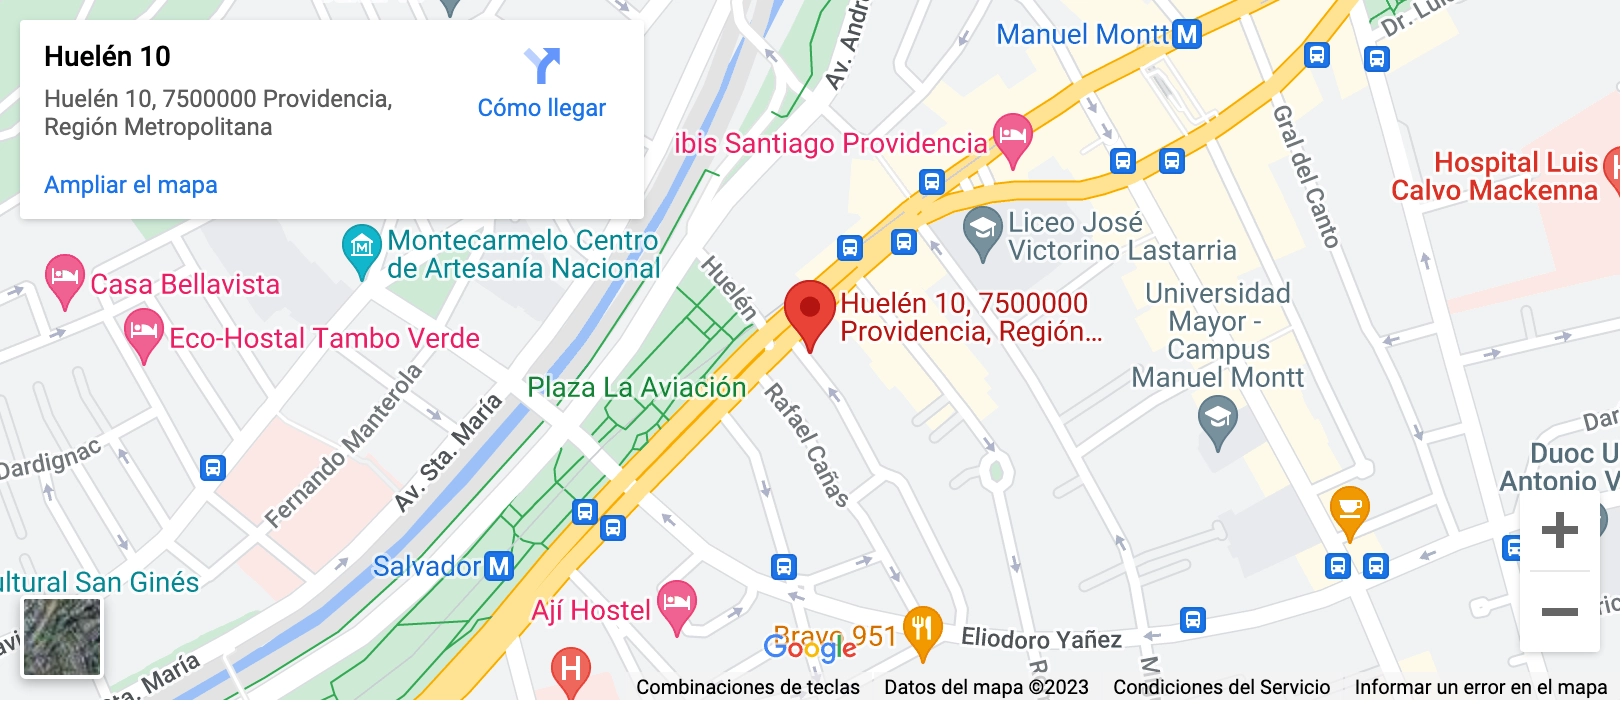 Huelén 10
Huelén 10, 7500000 Providencia,
Región Metropolitana
Ampliar el mapa
Cómo llegar
Manuel Montt
M
Dr. Luis
Av. Andr
ibis Santiago Providencia
Gral del Canto
Hospital Luis
Calvo Mackenna
H
Liceo José
Victorino Lastarria
Montecarmelo Centro
de Artesanía Nacional
Casa Bellavista
Eco-Hostal Tambo Verde
Huelén
Huelén 10, 7500000
Providencia, Región...
Universidad
Mayor -
Campus
Manuel Montt
Plaza La Aviación
Rafael Cañas
Fernando Manterola
Av. Sta. María
Dardignac
Dar
Duoc U
Antonio V
Salvador
M
ultural San Ginés
Ají Hostel
Bravo 951
Eliodoro Yañez
H
Sta. María
Google
Combinaciones de teclas
Datos del mapa ©2023
Condiciones del Servicio
Informar un error en el mapa